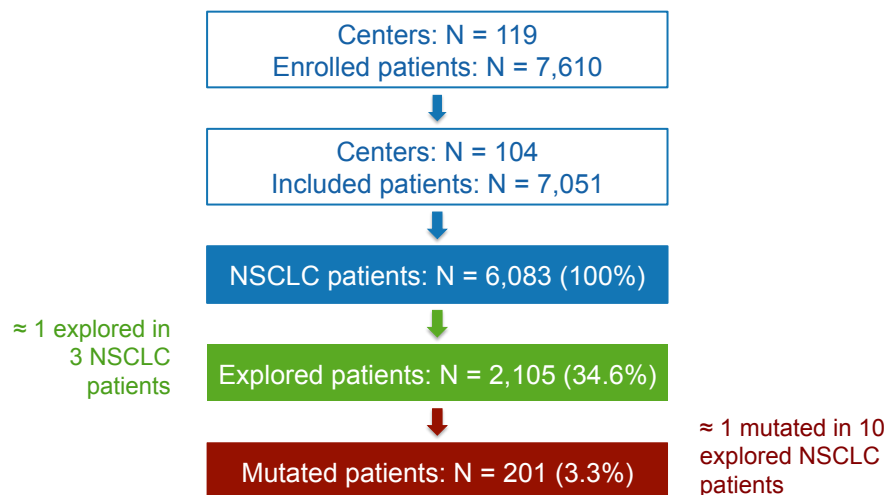 Centers: N = 119
Enrolled patients: N = 7,610
Centers: N = 104
Included patients: N = 7,051
NSCLC patients: N = 6,083 (100%)
≈ 1 explored in
3 NSCLC
patients
Explored patients: N = 2,105 (34.6%)
≈ 1 mutated in 10
explored NSCLC
patients
Mutated patients: N = 201 (3.3%)